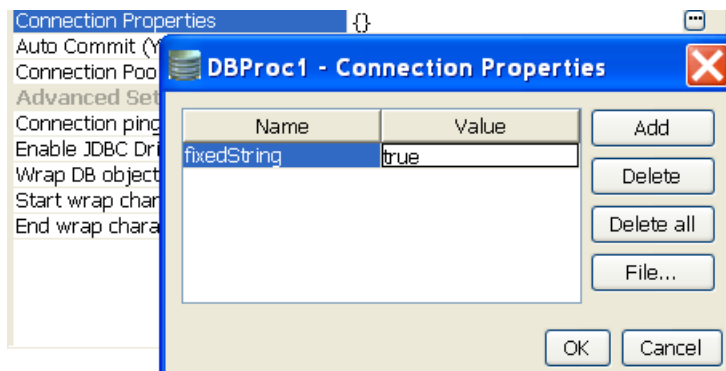 Connection Properties {}
Auto Commit (Y
Connection Poo
Advanced Set
Connection ping
Enable JDBC Dri
Wrap DB object
Start wrap char
End wrap chara
DBProc1 - Connection Properties
Name Value
fixedString true
Add
Delete
Delete all
File...
OK Cancel